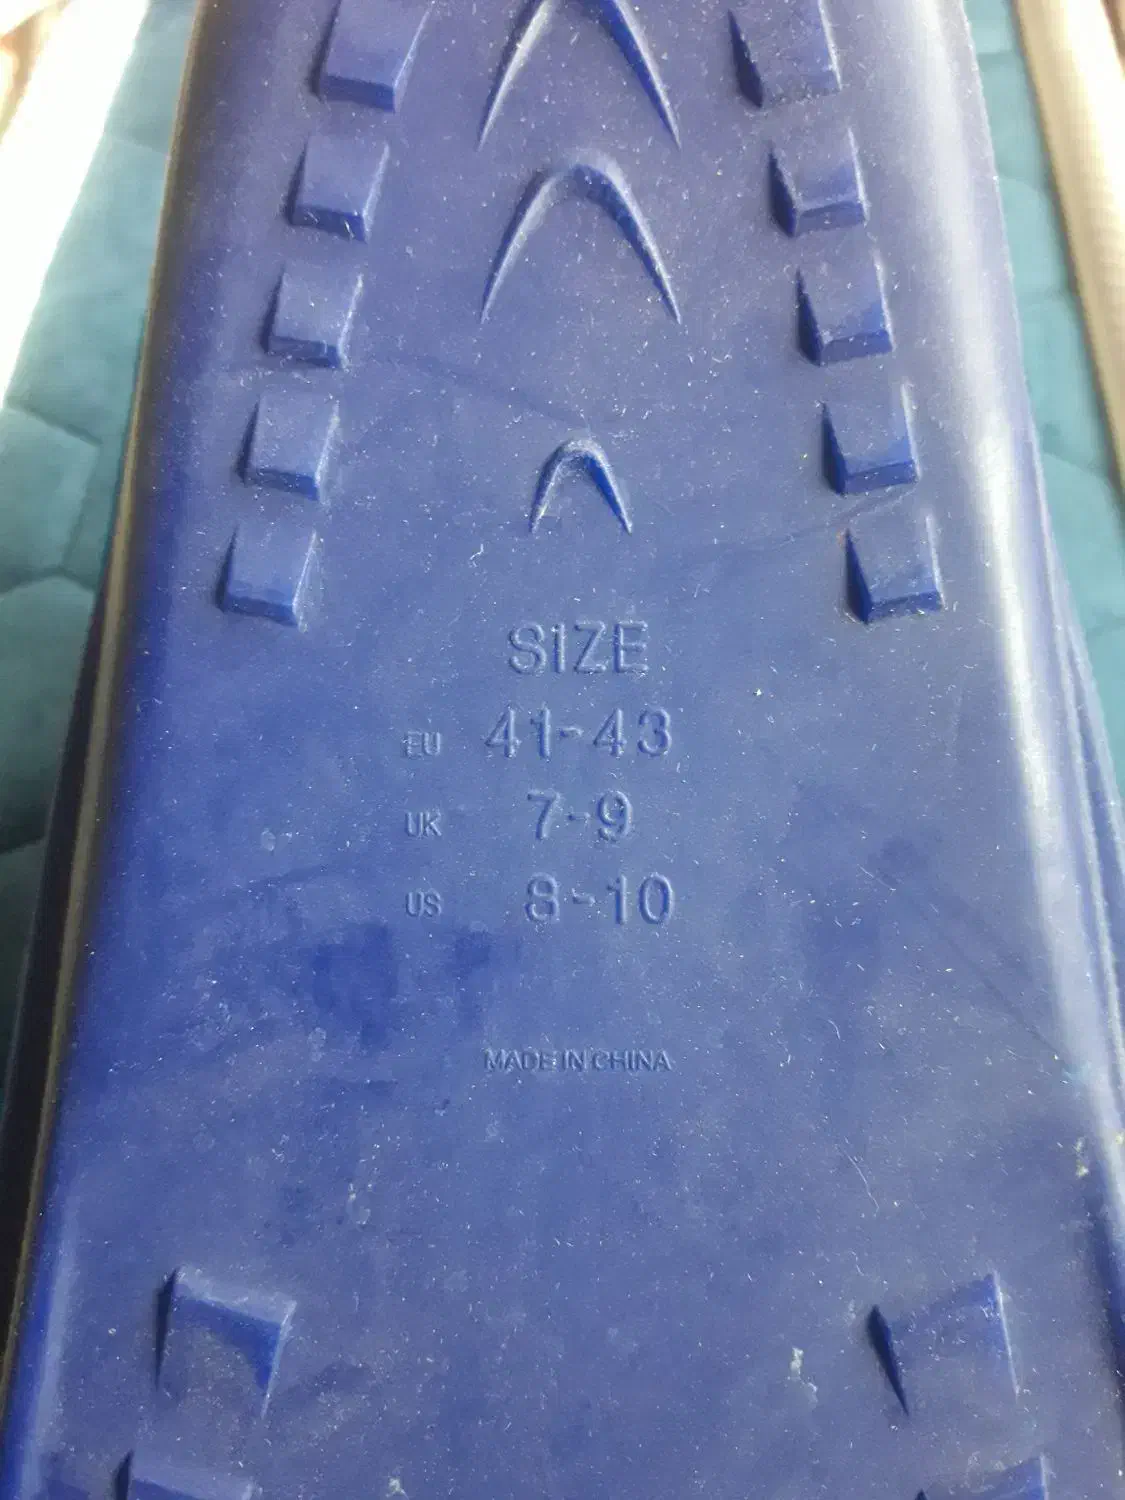 SIZE
EU 41-43
UK 7-9
US 8-10
MADE IN CHINA